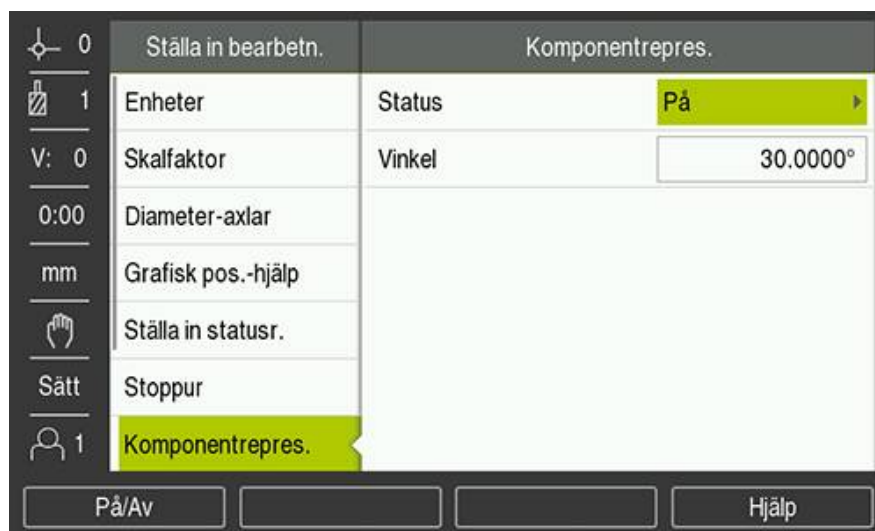 0
Ställa in bearbetn.
Komponentrepres.
1
Enheter
Status
På
V: 0
Skalfaktor
Vinkel
30.0000°
0:00
Diameter-axlar
mm
Grafisk pos.-hjälp
Ställa in statusr.
Sätt
Stoppur
1
Komponentrepres.
På/Av
Hjälp